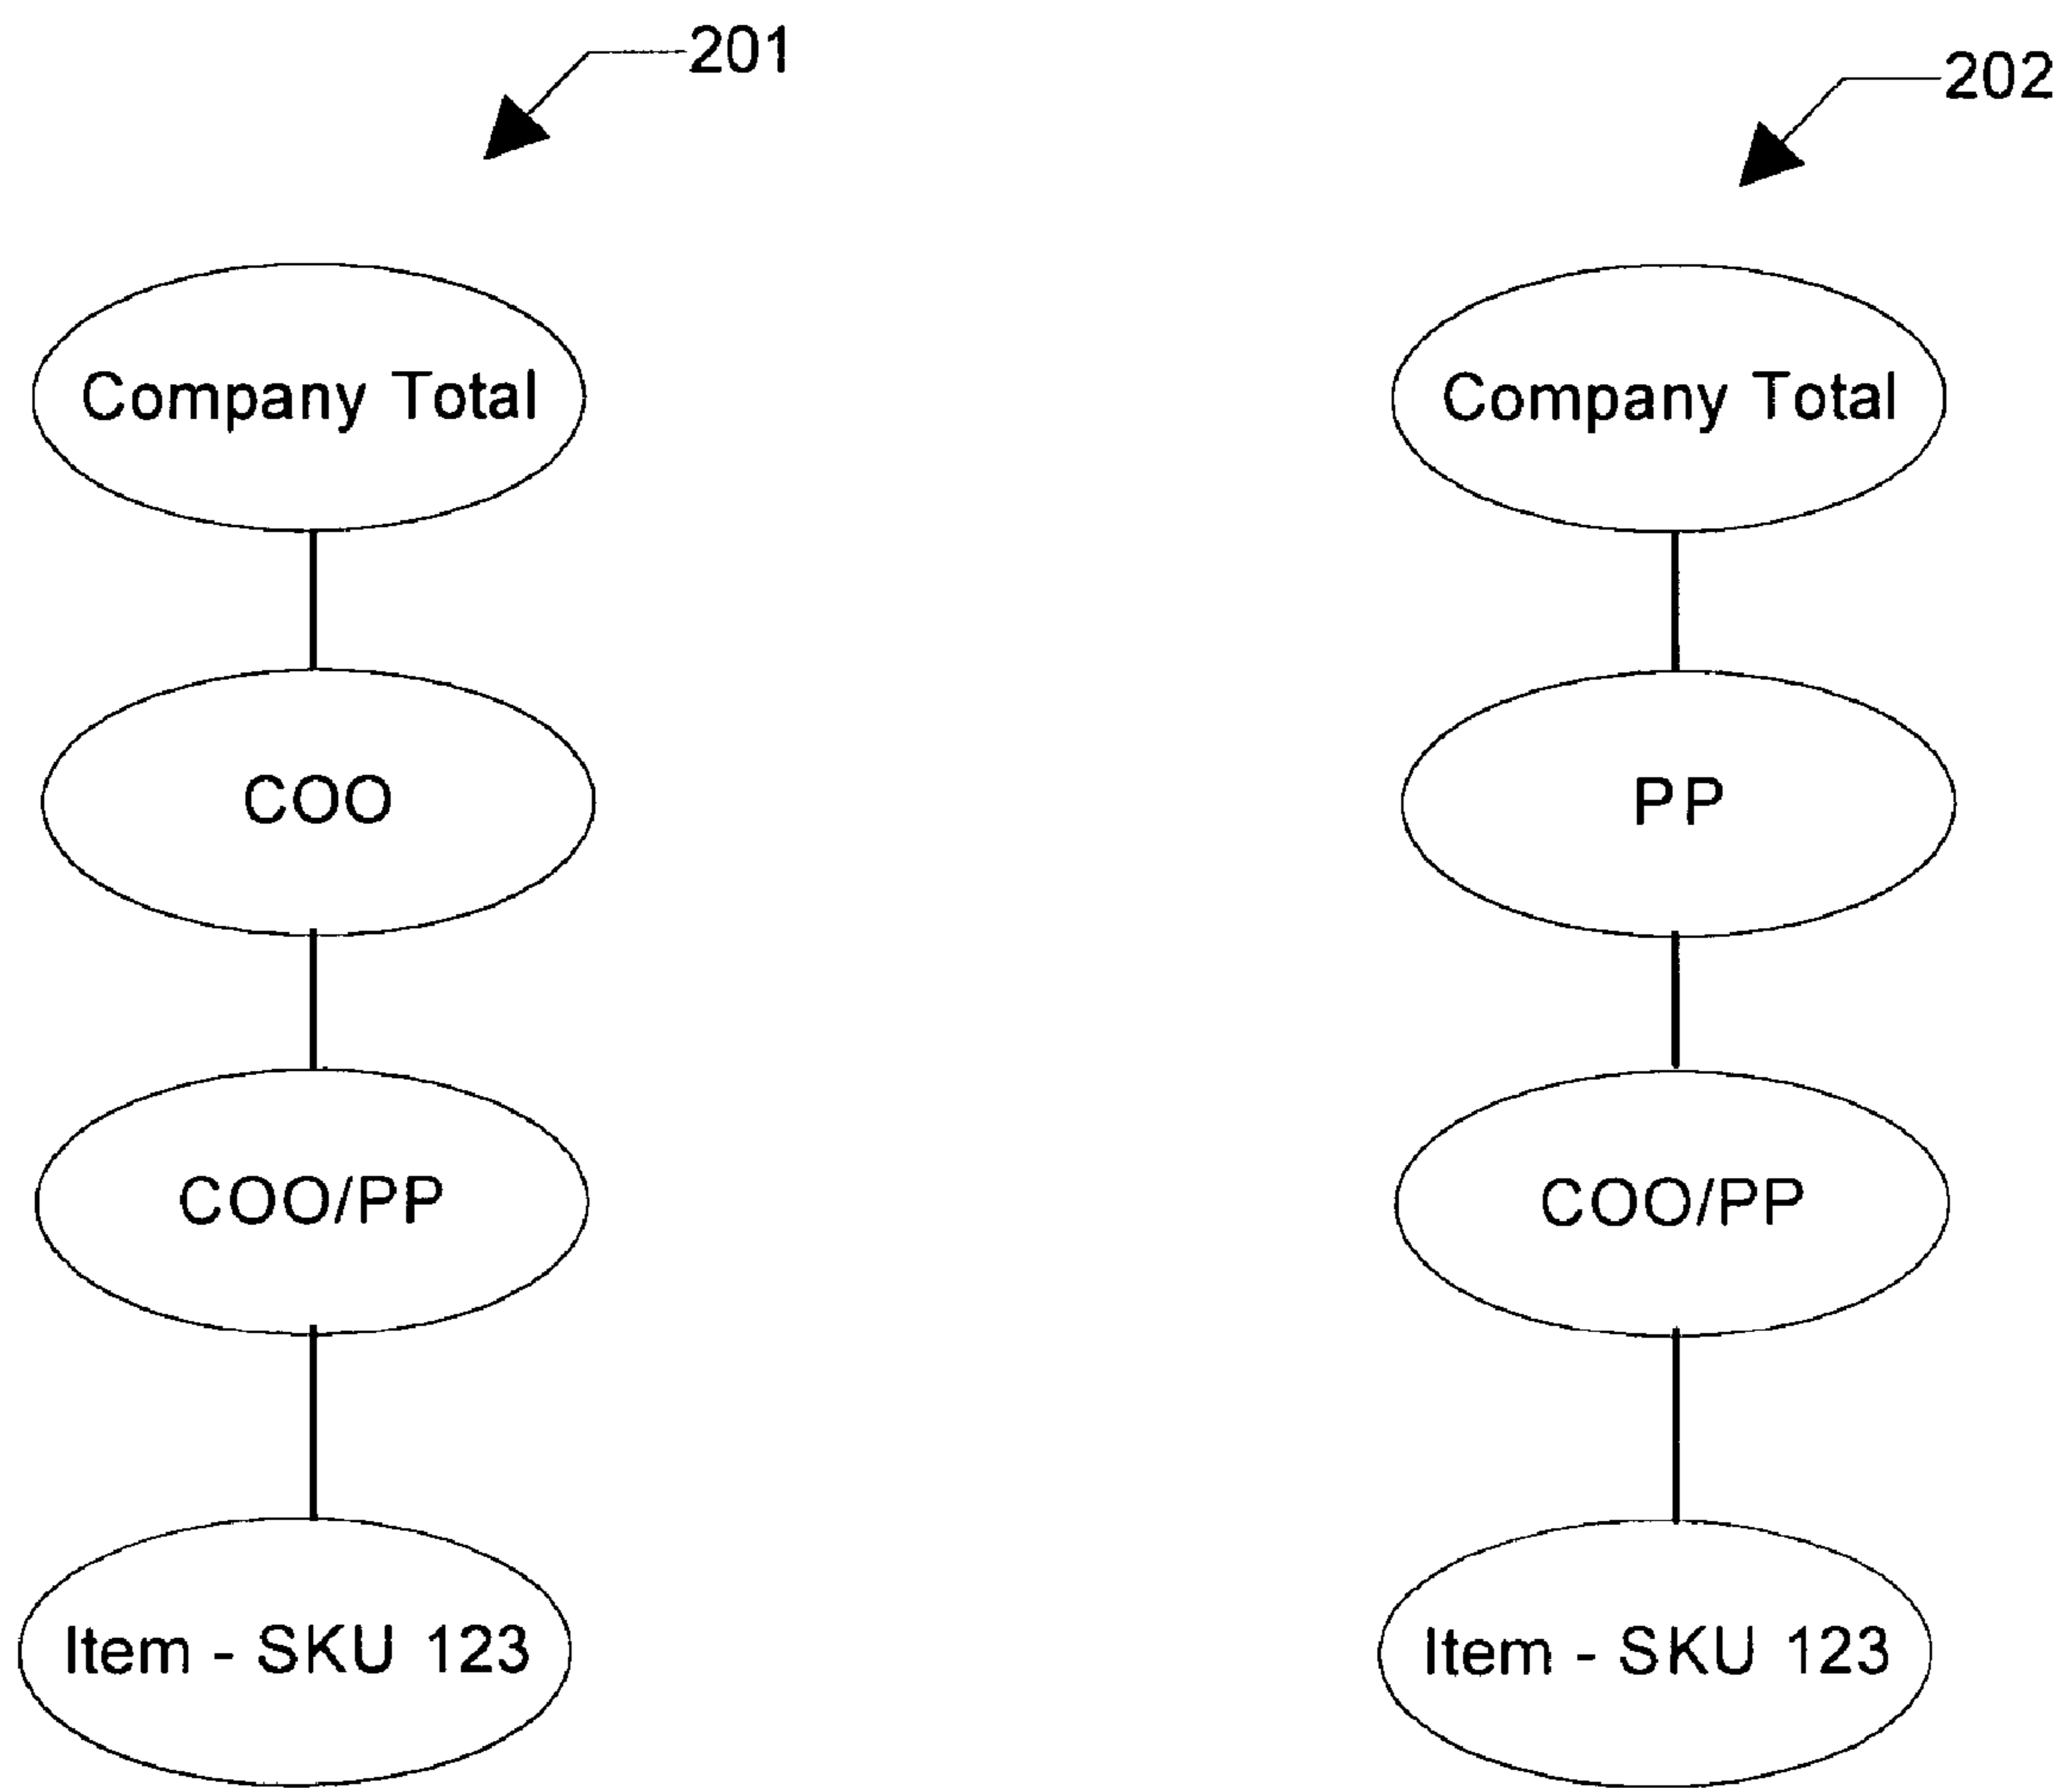 201
202
Company Total
Company Total
COO
PP
COO/PP
COO/PP
Item - SKU 123
Item - SKU 123